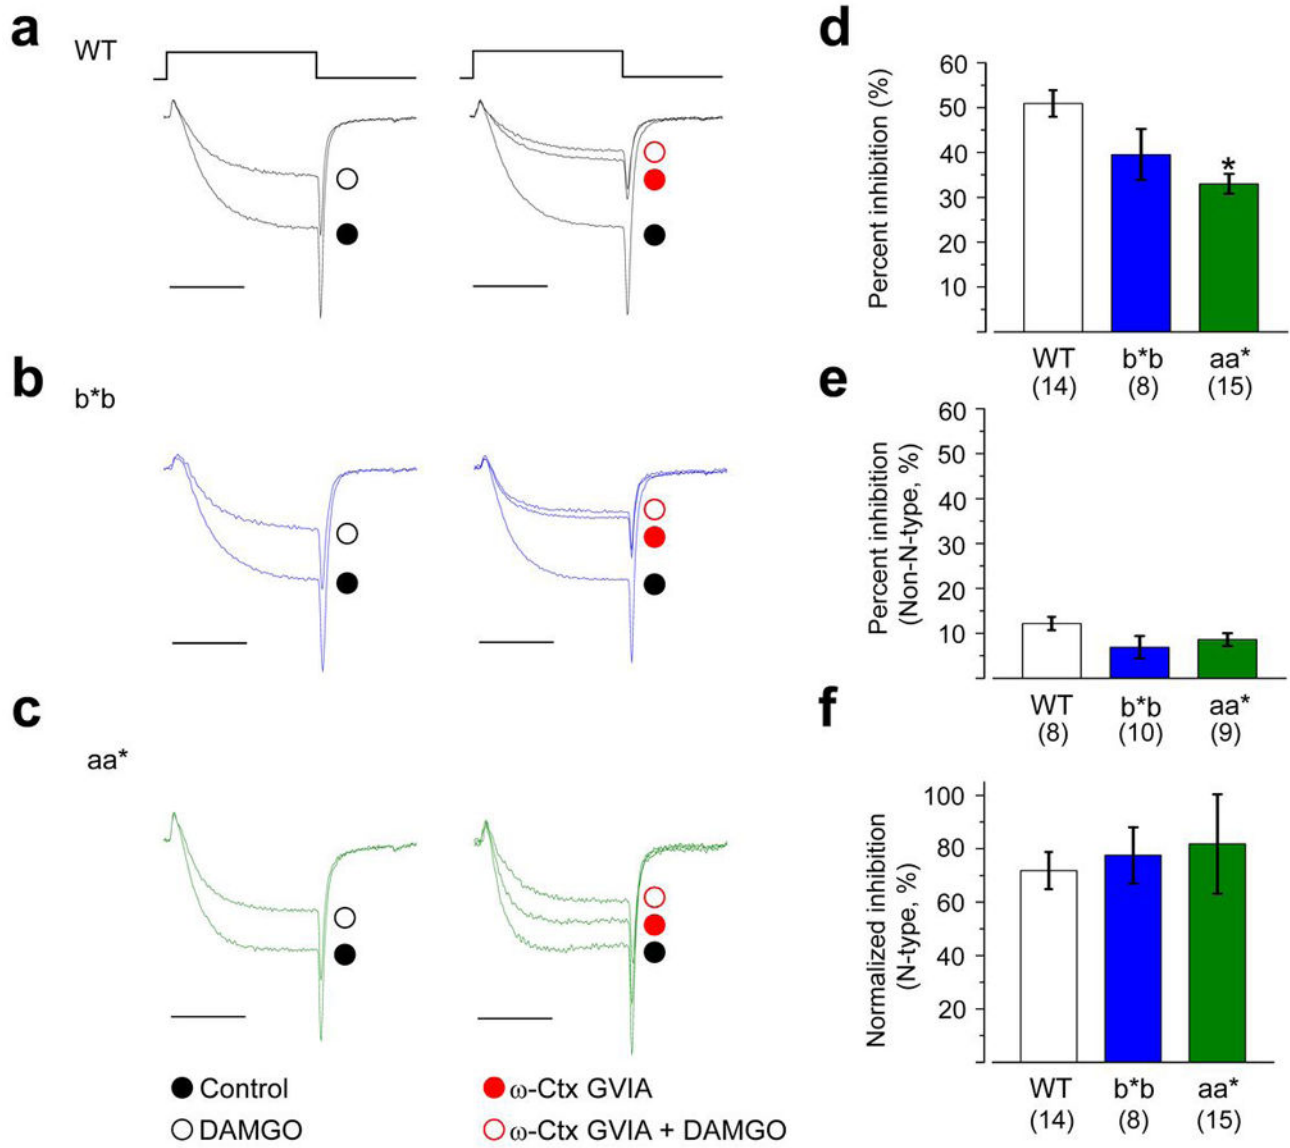 a
WT
b
b*b
c
aa*
Control
DAMGO
ω-Ctx GVIA
ω-Ctx GVIA + DAMGO
d
Percent inhibition (%)
60
50
40
30
20
10
*
WT
b*b
aa*
(14)
(8)
(15)
e
Percent inhibition
(Non-N-type, %)
60
50
40
30
20
10
WT
b*b
aa*
(8)
(10)
(9)
f
Normalized inhibition
(N-type, %)
100
80
60
40
20
WT
b*b
aa*
(14)
(8)
(15)